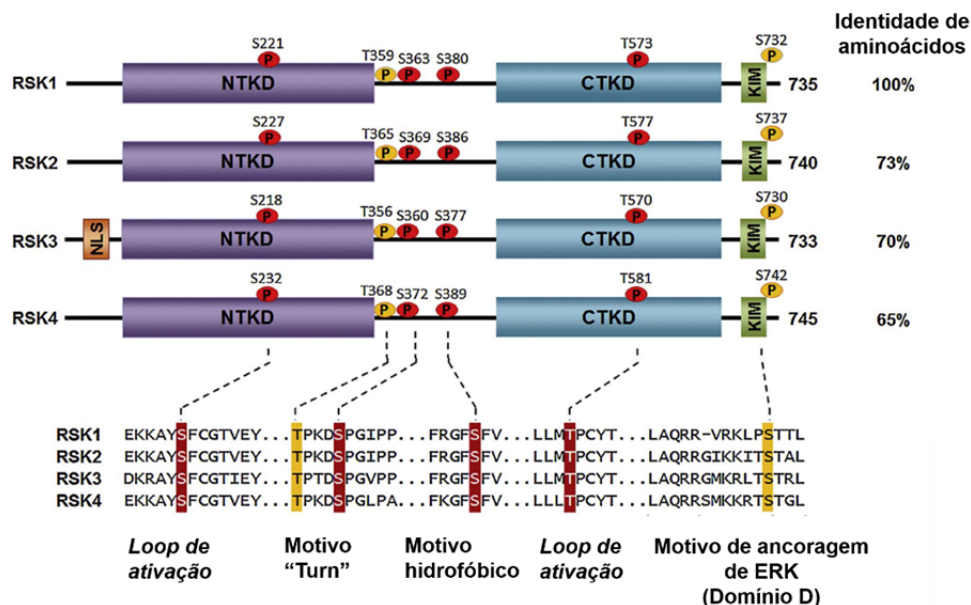 Identidade de
aminoácidos
S221 T359 S363 S380 T573 S732
P P P P P P
RSK1 NTKD CTKD KIM 735 100%
S227 T365 S369 S386 T577 S737
P P P P P P
RSK2 NTKD CTKD KIM 740 73%
S218 T356 S360 S377 T570 S730
P P P P P P
RSK3 NLS NTKD CTKD KIM 733 70%
S232 T368 S372 S389 T581 S742
P P P P P P
RSK4 NTKD CTKD KIM 745 65%
RSK1 EKKAYSFCGTVEY...TPKDSPGIPP...FRGFSFV...LLMTPCYT...LAQRR-VRKLPSTTL
RSK2 EKKAYSFCGTIEY...TPTDSPGIPP...FRGFSFV...LLMTPCYT...LAQRRGIKKITSTAL
RSK3 DKRAYSFCGTIEY...TPTDSPGVPP...FRGFSFV...LLMTPCYT...LAQRRGMKRLTSTRL
RSK4 EKKAYSFCGTVEY...TPKDSPGLPA...FKGFSFV...LLLTPCYT...LAQRRSMKKRTSTGL
Loop de
ativação
Motivo
“Turn”
Motivo
hidrofóbico
Loop de
ativação
Motivo de ancoragem
de ERK
(Domínio D)